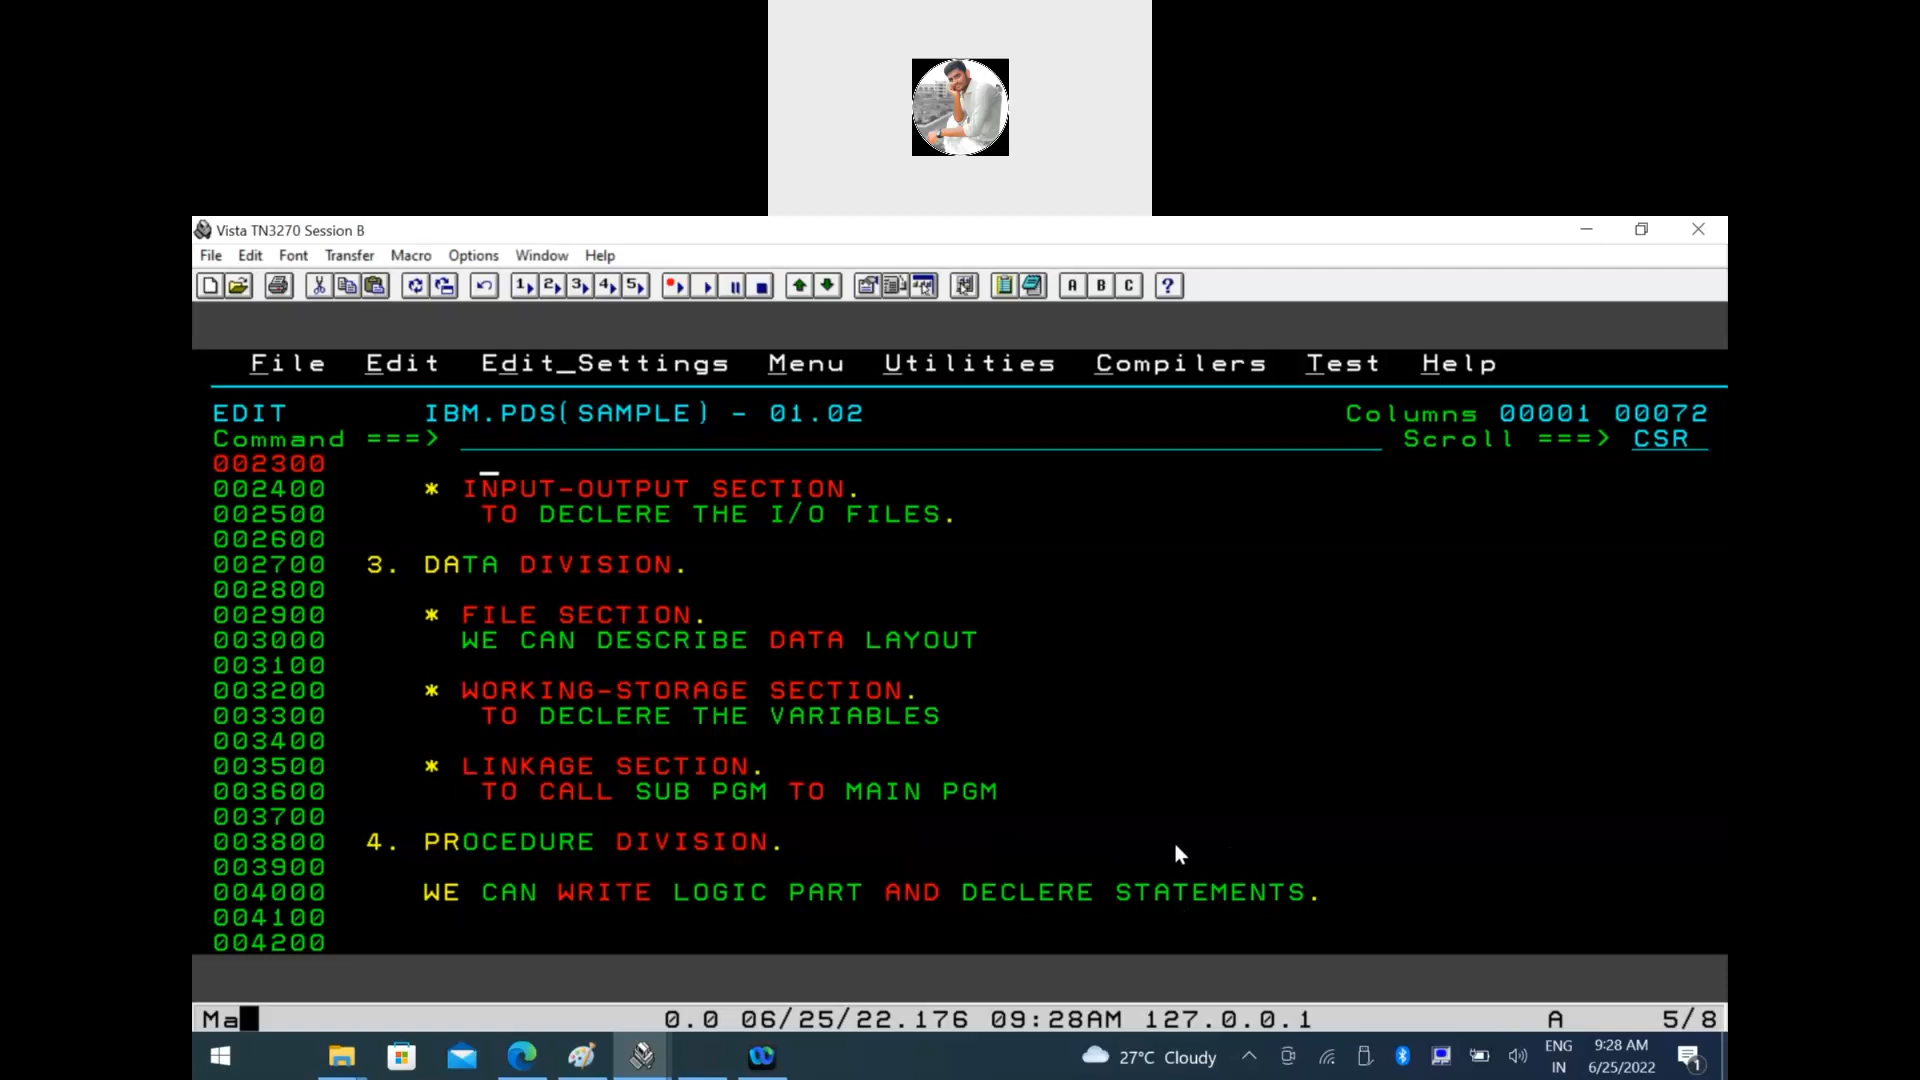 Vista TN3270 Session B
File Edit Font Transfer Macro Options Window Help
1 2 3 4 5 A B C ?
File Edit Edit_Settings Menu Utilities Compilers Test Help
EDIT IBM.PDS(SAMPLE) - 01.02 Columns 00001 00072
Command ===> Scroll ===> CSR
002300
002400 * INPUT-OUTPUT SECTION.
002500 TO DECLERE THE I/O FILES.
002600
002700 3. DATA DIVISION.
002800
002900 * FILE SECTION.
003000 WE CAN DESCRIBE DATA LAYOUT
003100
003200 * WORKING-STORAGE SECTION.
003300 TO DECLERE THE VARIABLES
003400
003500 * LINKAGE SECTION.
003600 TO CALL SUB PGM TO MAIN PGM
003700
003800 4. PROCEDURE DIVISION.
003900
004000 WE CAN WRITE LOGIC PART AND DECLERE STATEMENTS.
004100
004200
Ma 0.0 06/25/22.176 09:28AM 127.0.0.1 A 5/8
27°C Cloudy ENG IN 9:28 AM 6/25/2022 1